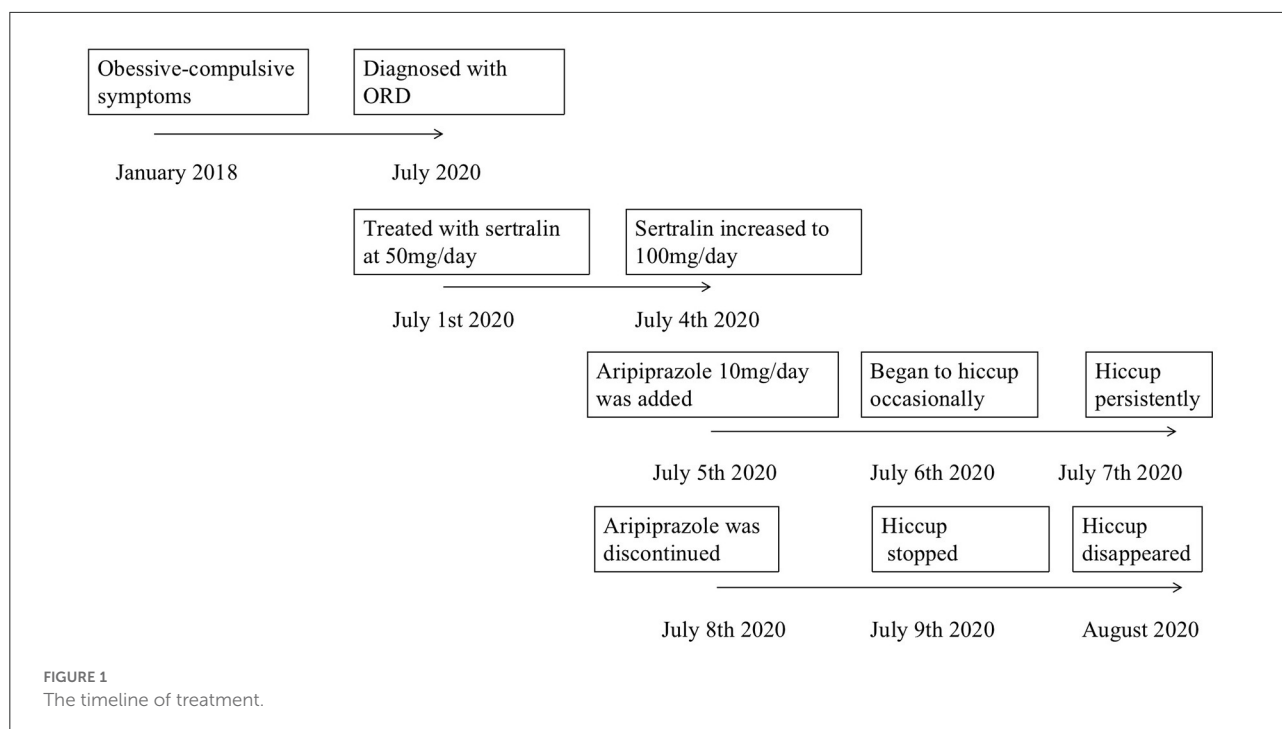 Obessive-compulsive
symptoms
Diagnosed with
ORD
January 2018
July 2020
Treated with sertralin
at 50mg/day
Sertralin increased to
100mg/day
July 1st 2020
July 4th 2020
Aripiprazole 10mg/day
was added
Began to hiccup
occasionally
Hiccup
persistently
July 5th 2020
July 6th 2020
July 7th 2020
Aripiprazole was
discontinued
Hiccup
stopped
Hiccup
disappeared
July 8th 2020
July 9th 2020
August 2020
FIGURE 1
The timeline of treatment.